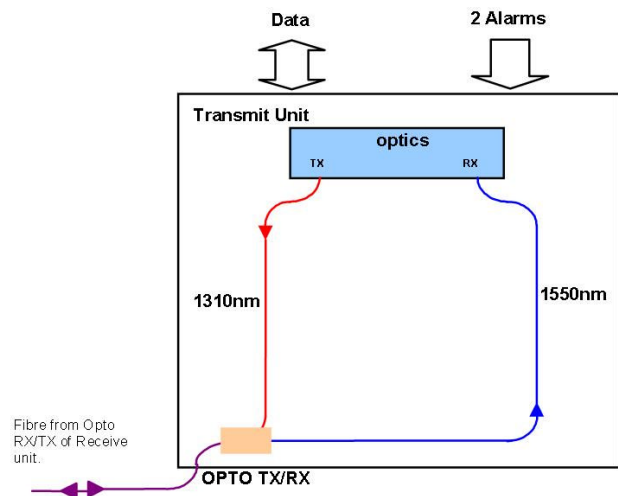 Data
2 Alarms
Transmit Unit
optics
TX
RX
1310nm
1550nm
Fibre from Opto
RX/TX of Receive
unit.
OPTO TX/RX